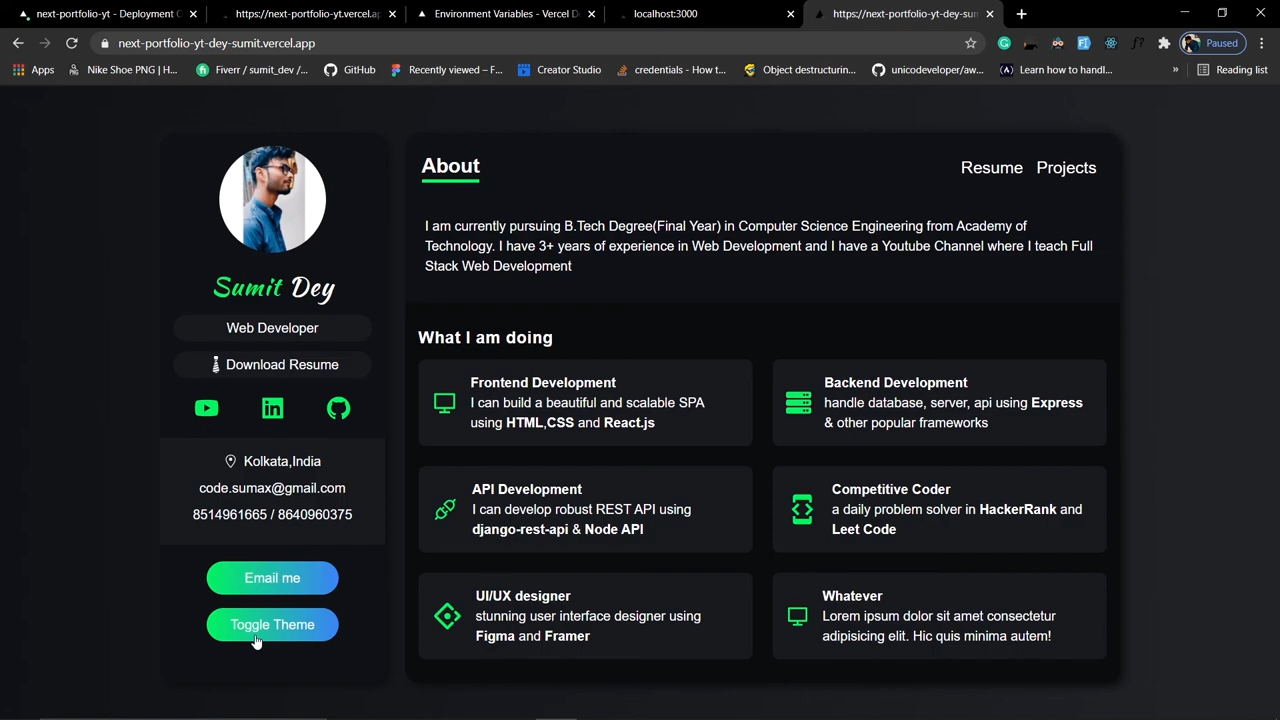 next-portfolio-yt - Deployment O
https://next-portfolio-yt.vercel.ap
Environment Variables - Vercel D
localhost:3000
https://next-portfolio-yt-dey-sum
next-portfolio-yt-dey-sumit.vercel.app
Paused
Apps
Nike Shoe PNG | H...
Fiverr / sumit_dey /...
GitHub
Recently viewed – F...
Creator Studio
credentials - How t...
Object destructurin...
unicodeveloper/aw...
Learn how to handl...
»
Reading list
About
Resume
Projects
I am currently pursuing B.Tech Degree(Final Year) in Computer Science Engineering from Academy of
Technology. I have 3+ years of experience in Web Development and I have a Youtube Channel where I teach Full
Stack Web Development
Sumit Dey
Web Developer
Download Resume
Kolkata,India
code.sumax@gmail.com
8514961665 / 8640960375
Email me
Toggle Theme
What I am doing
Frontend Development
I can build a beautiful and scalable SPA
using HTML,CSS and React.js
Backend Development
handle database, server, api using Express
& other popular frameworks
API Development
I can develop robust REST API using
django-rest-api & Node API
Competitive Coder
a daily problem solver in HackerRank and
Leet Code
UI/UX designer
stunning user interface designer using
Figma and Framer
Whatever
Lorem ipsum dolor sit amet consectetur
adipisicing elit. Hic quis minima autem!